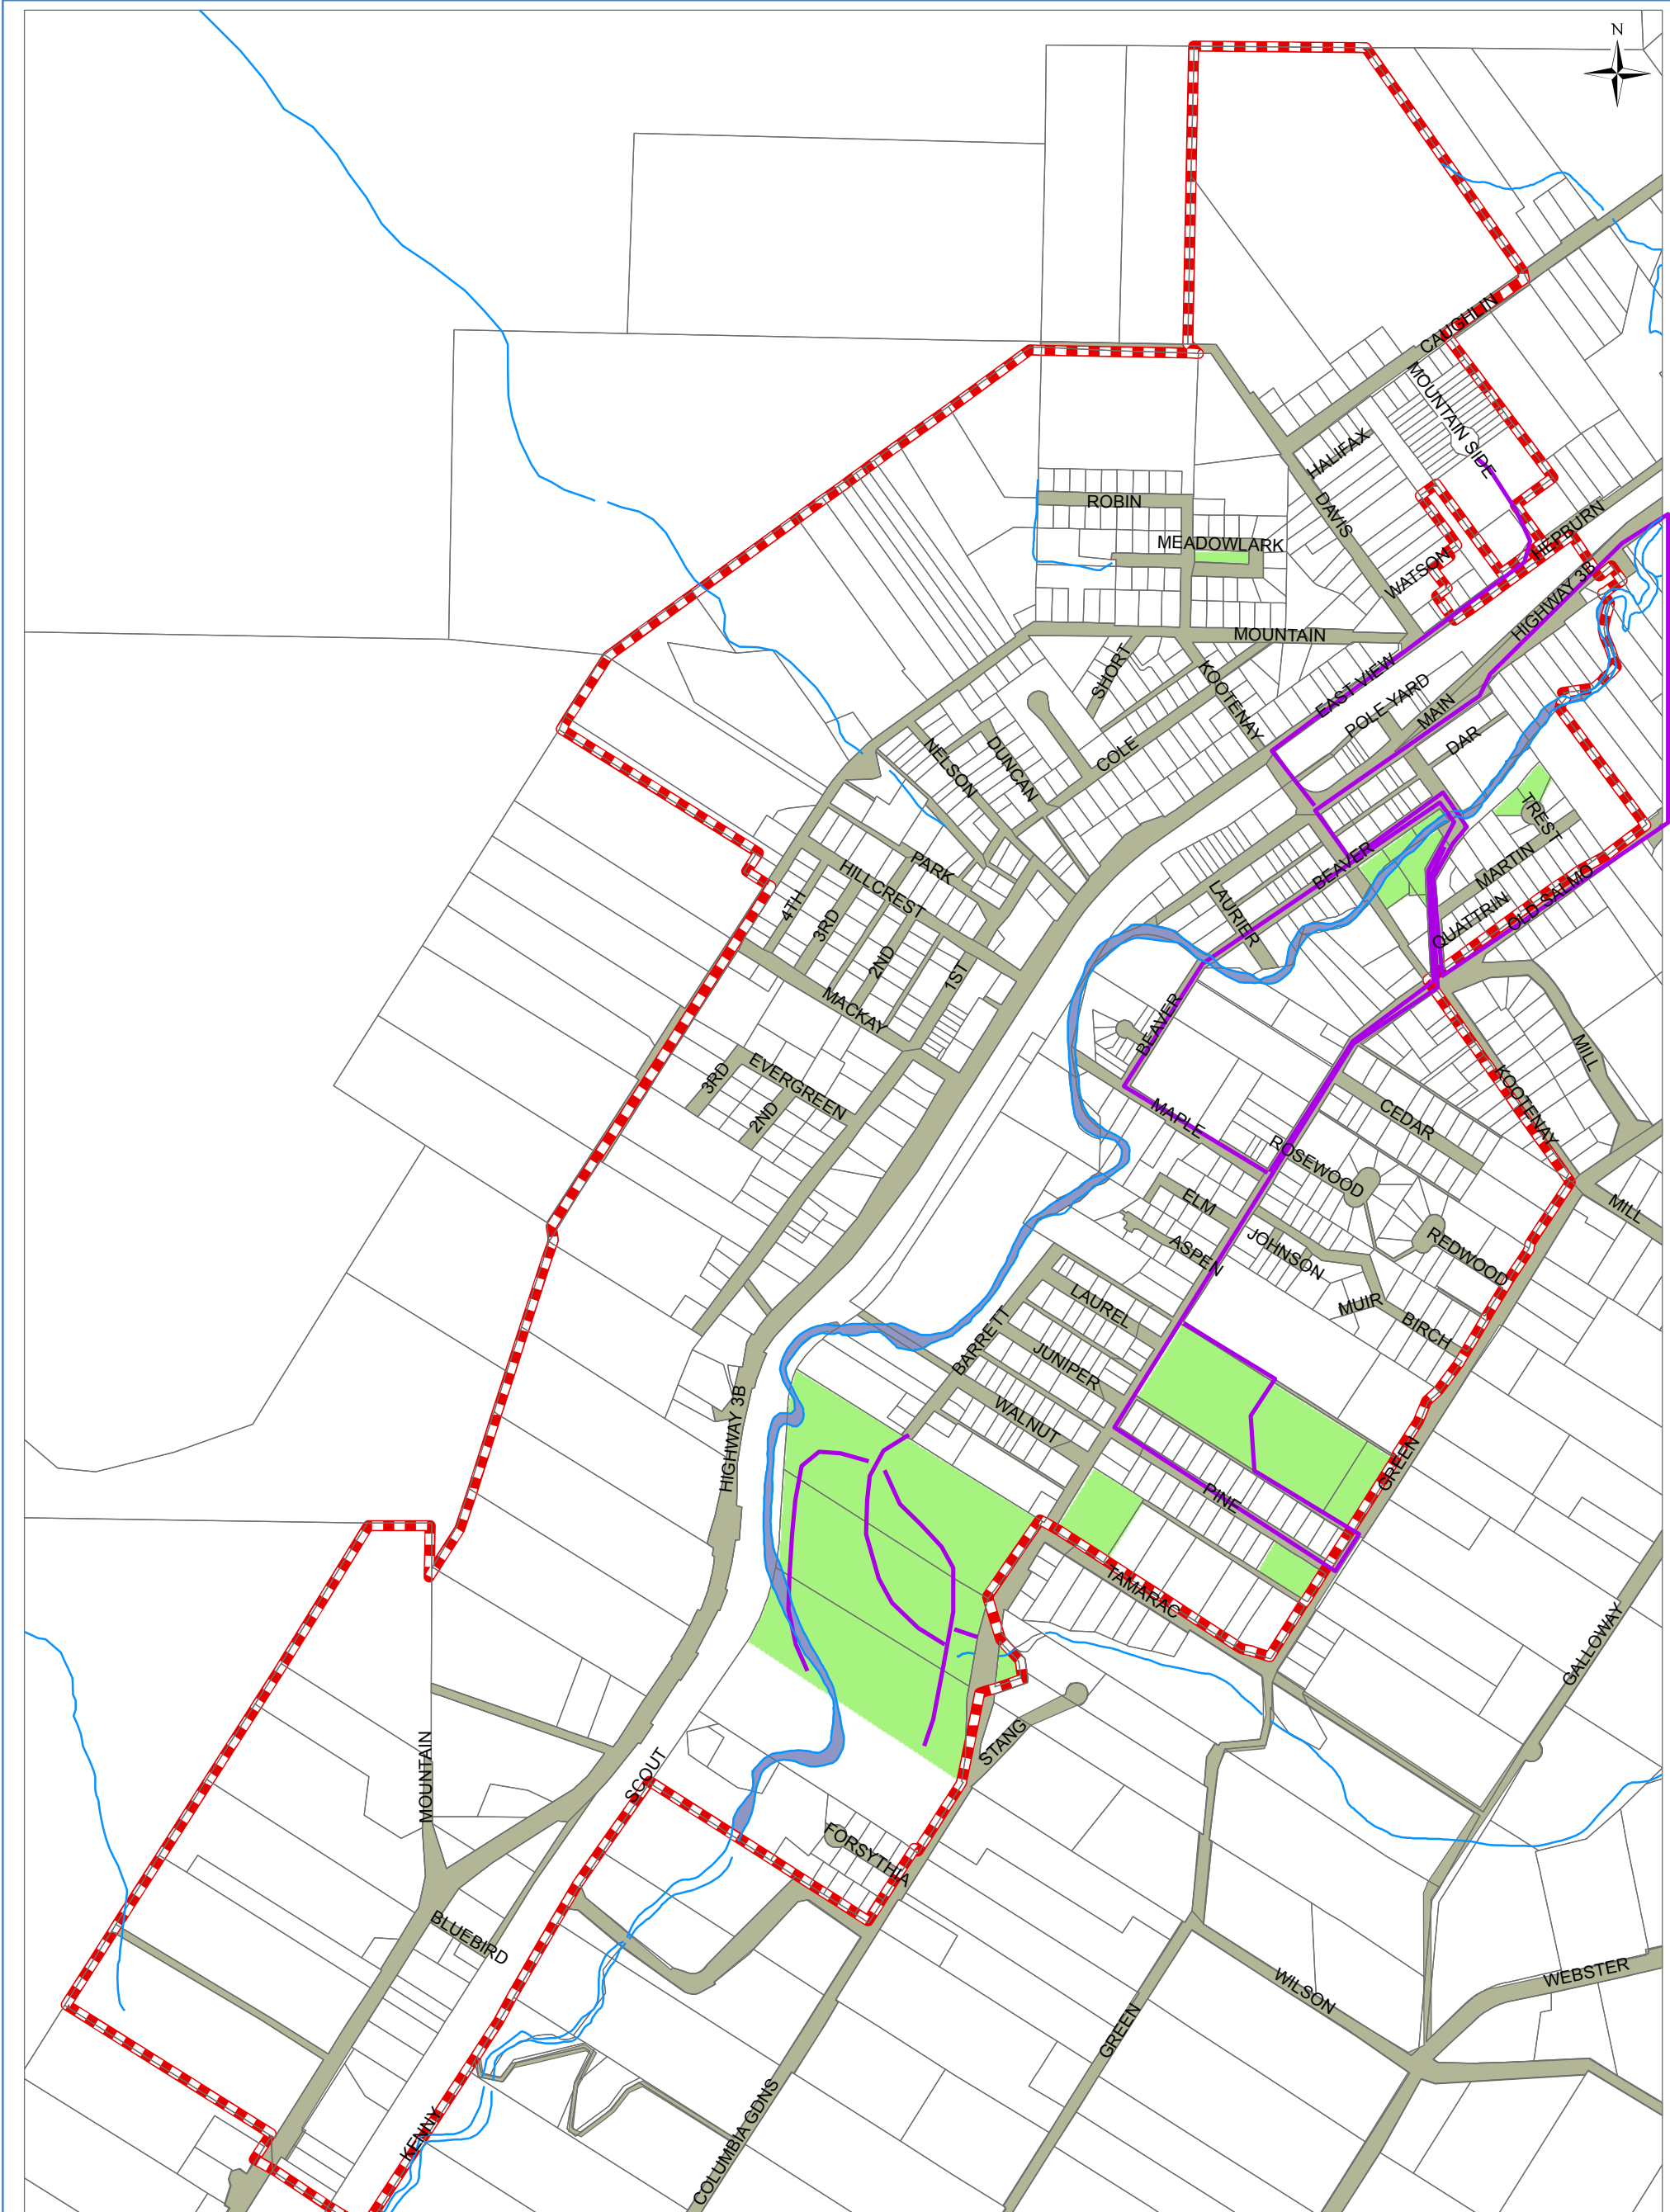 N
CAUGHLIN
MOUNTAIN SIDE
HALIFAX
ROBIN
DAVIS
HEPBURN
MEADOWLARK
WATSON
HIGHWAY 3B
MOUNTAIN
SHORT
KOOTENAY
EAST VIEW
POLE YARD
MAIN
DAR
NELSON
DUNCAN
COLE
TREST
PARK
HILLCREST
BEAVER
MARTIN
4TH
3RD
LAURIER
QUATTRIN
OLD SALMO
2ND
1ST
MACKAY
BEAVER
MILL
3RD
EVERGREEN
2ND
MAPLE
CEDAR
KOOTENAY
ROSEWOOD
ELM
MILL
ASPEN
JOHNSON
REDWOOD
LAUREL
MUIR
BIRCH
BARRETT
JUNIPER
WALNUT
HIGHWAY 3B
GREEN
PINE
TAMARAC
GALLOWAY
STANG
MOUNTAIN
SCOUT
FORSYTHIA
BLUEBIRD
WEBSTER
WILSON
GREEN
KENNY
COLUMBIA GDNS